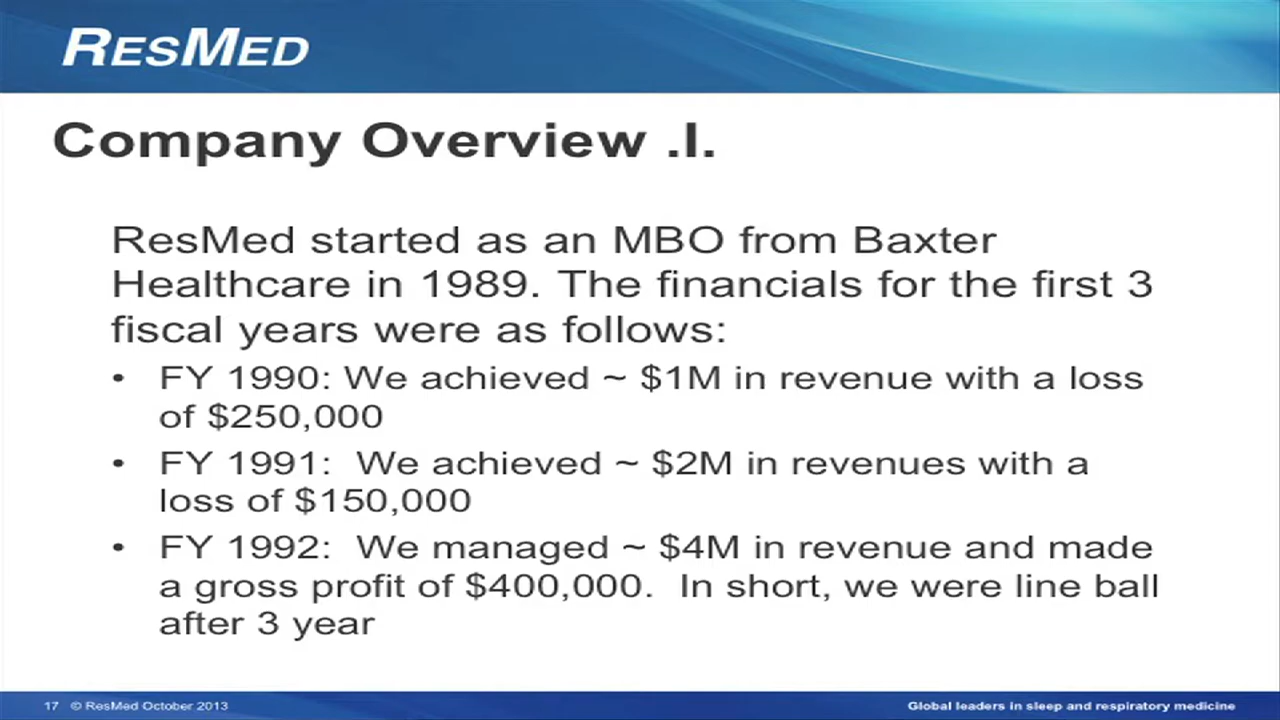 RESMED
Company Overview .I.
ResMed started as an MBO from Baxter
Healthcare in 1989. The financials for the first 3
fiscal years were as follows:
• FY 1990: We achieved ~ $1M in revenue with a loss
of $250,000
• FY 1991:  We achieved ~ $2M in revenues with a
loss of $150,000
• FY 1992:  We managed ~ $4M in revenue and made
a gross profit of $400,000.  In short, we were line ball
after 3 year
17 © ResMed October 2013
Global leaders in sleep and respiratory medicine